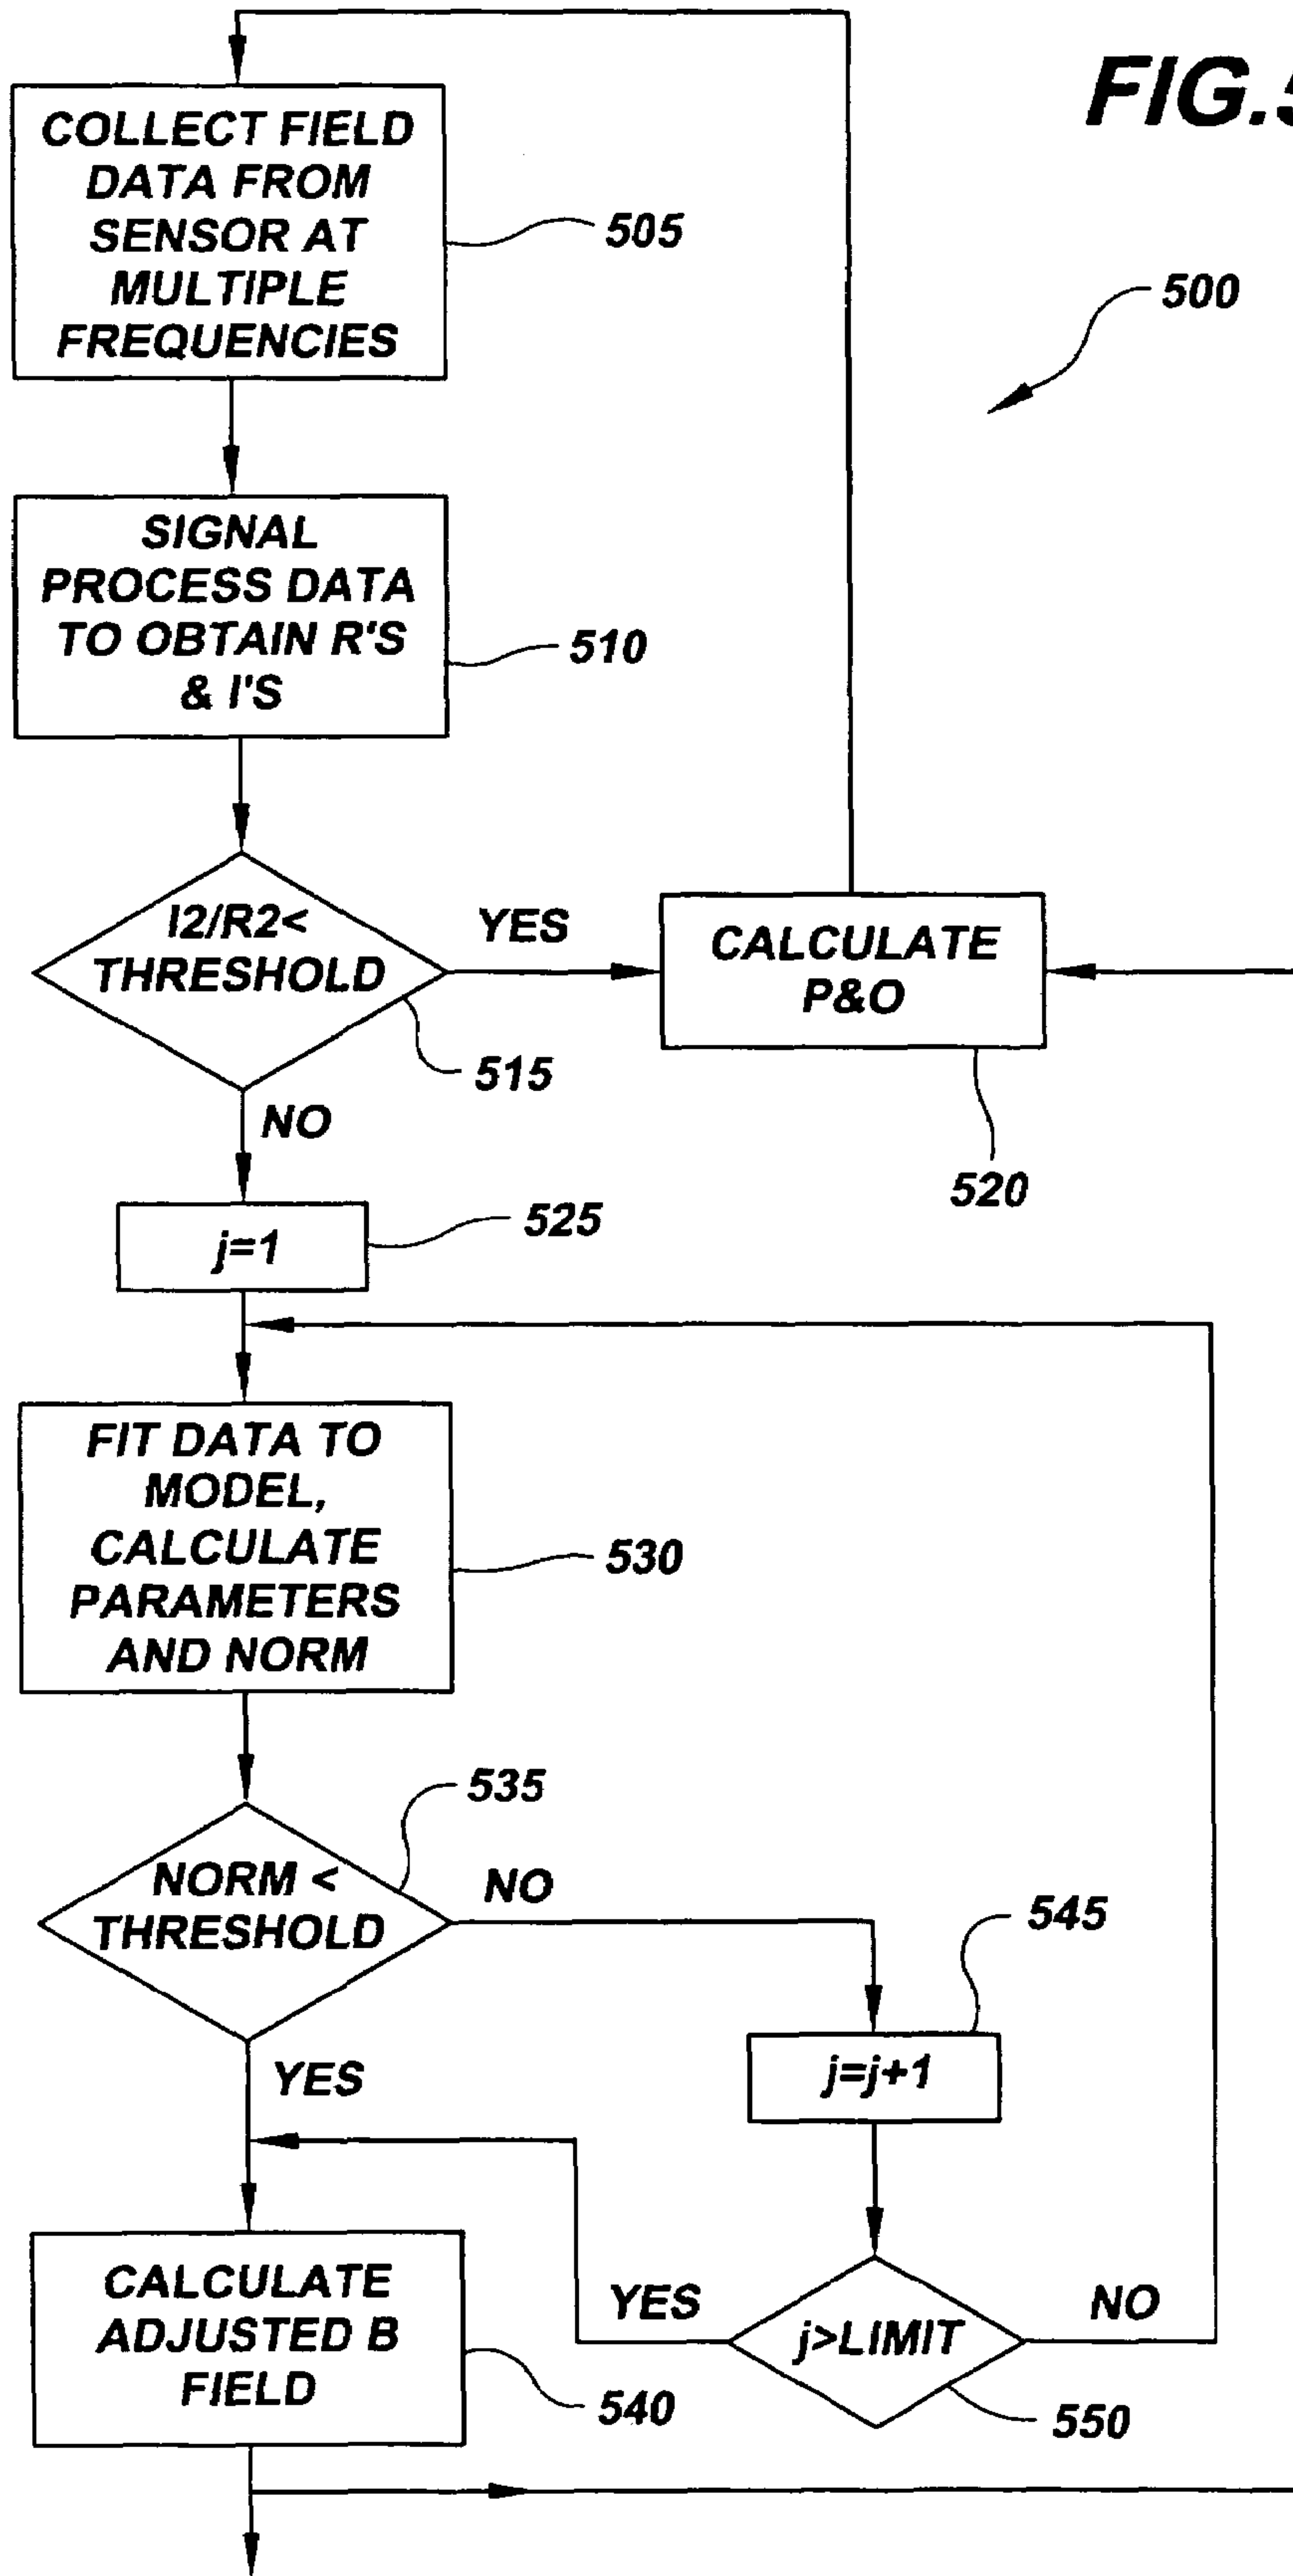 FIG.5
COLLECT FIELD
DATA FROM
SENSOR AT
MULTIPLE
FREQUENCIES
505
500
SIGNAL
PROCESS DATA
TO OBTAIN R'S
& I'S
510
I2/R2<
THRESHOLD
YES
515
CALCULATE
P&O
520
NO
j=1
525
FIT DATA TO
MODEL,
CALCULATE
PARAMETERS
AND NORM
530
535
NORM <
THRESHOLD
NO
545
j=j+1
YES
CALCULATE
ADJUSTED B
FIELD
540
YES
j>LIMIT
NO
550